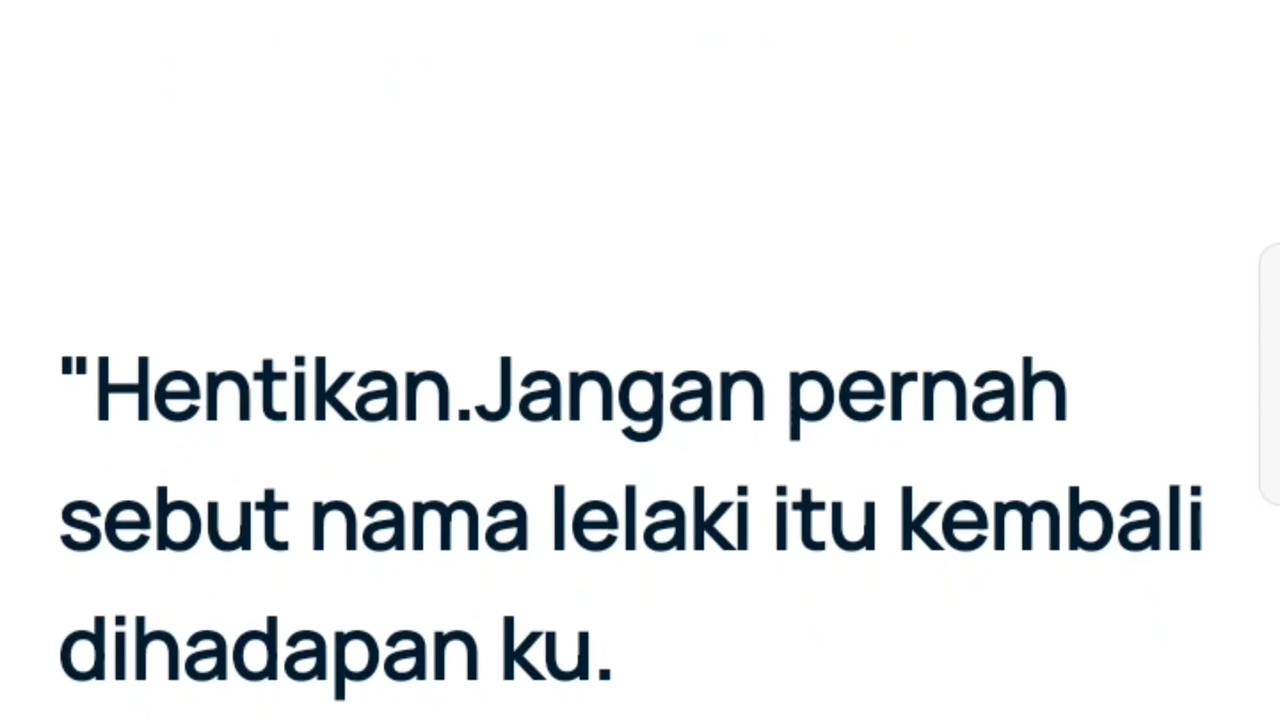 "Hentikan.Jangan pernah
sebut nama lelaki itu kembali
dihadapan ku.